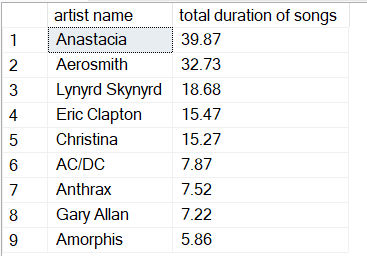 artist name total duration of songs
1 Anastacia 39.87
2 Aerosmith 32.73
3 Lynyrd Skynyrd 18.68
4 Eric Clapton 15.47
5 Christina 15.27
6 AC/DC 7.87
7 Anthrax 7.52
8 Gary Allan 7.22
9 Amorphis 5.86